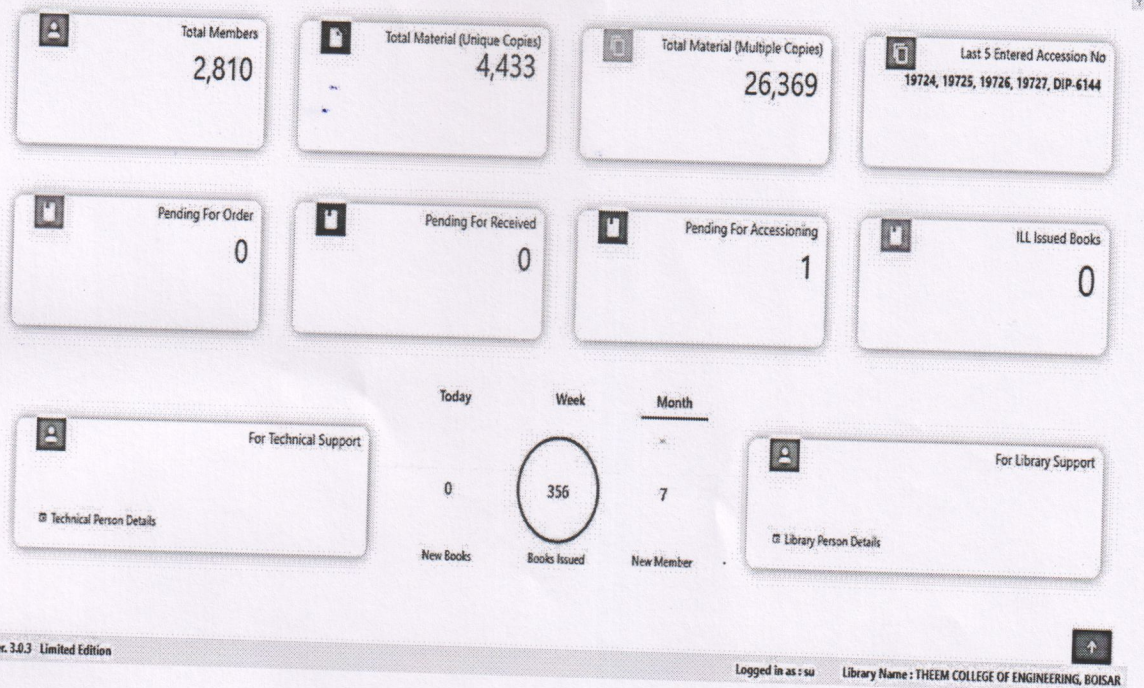 Total Members
2,810
Total Material (Unique Copies)
4,433
Total Material (Multiple Copies)
26,369
Last 5 Entered Accession No
19724, 19725, 19726, 19727, DIP-6144
Pending For Order
0
Pending For Received
0
Pending For Accessioning
1
ILL Issued Books
0
For Technical Support
Technical Person Details
Today Week Month
0 356 7
New Books Books Issued New Member
For Library Support
Library Person Details
3.0.3 Limited Edition
Logged in as : su Library Name : THEEM COLLEGE OF ENGINEERING, BOISAR